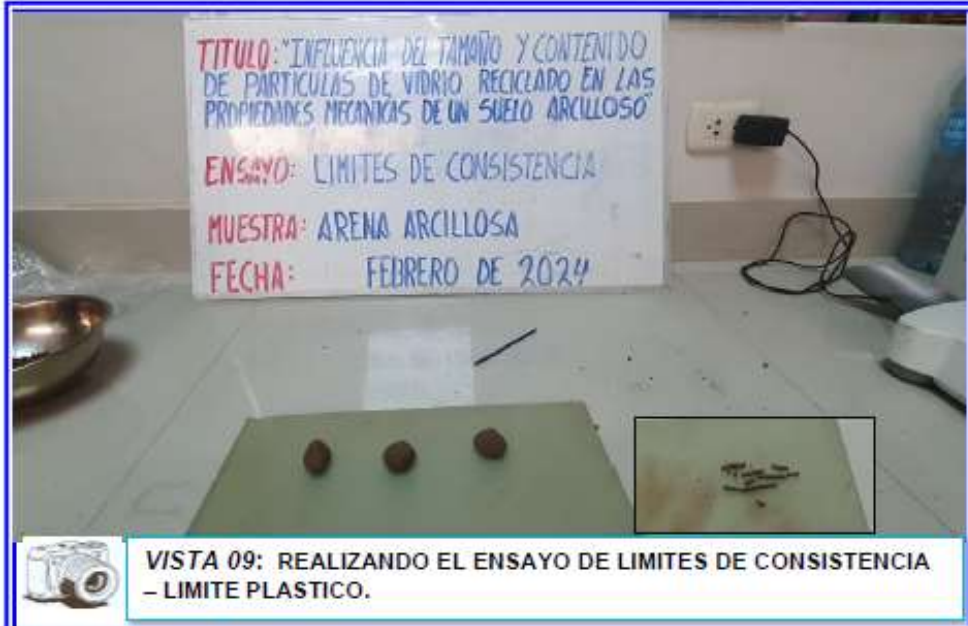 TITULO: "INFLUENCIA DEL TAMAÑO Y CONTENIDO
DE PARTICULAS DE VIDRIO RECICLADO EN LAS
PROPIEDADES MECANICAS DE UN SUELO ARCILLOSO"
ENSAYO: LIMITES DE CONSISTENCIA
MUESTRA: ARENA ARCILLOSA
FECHA: FEBRERO DE 2024
VISTA 09: REALIZANDO EL ENSAYO DE LIMITES DE CONSISTENCIA
– LIMITE PLASTICO.